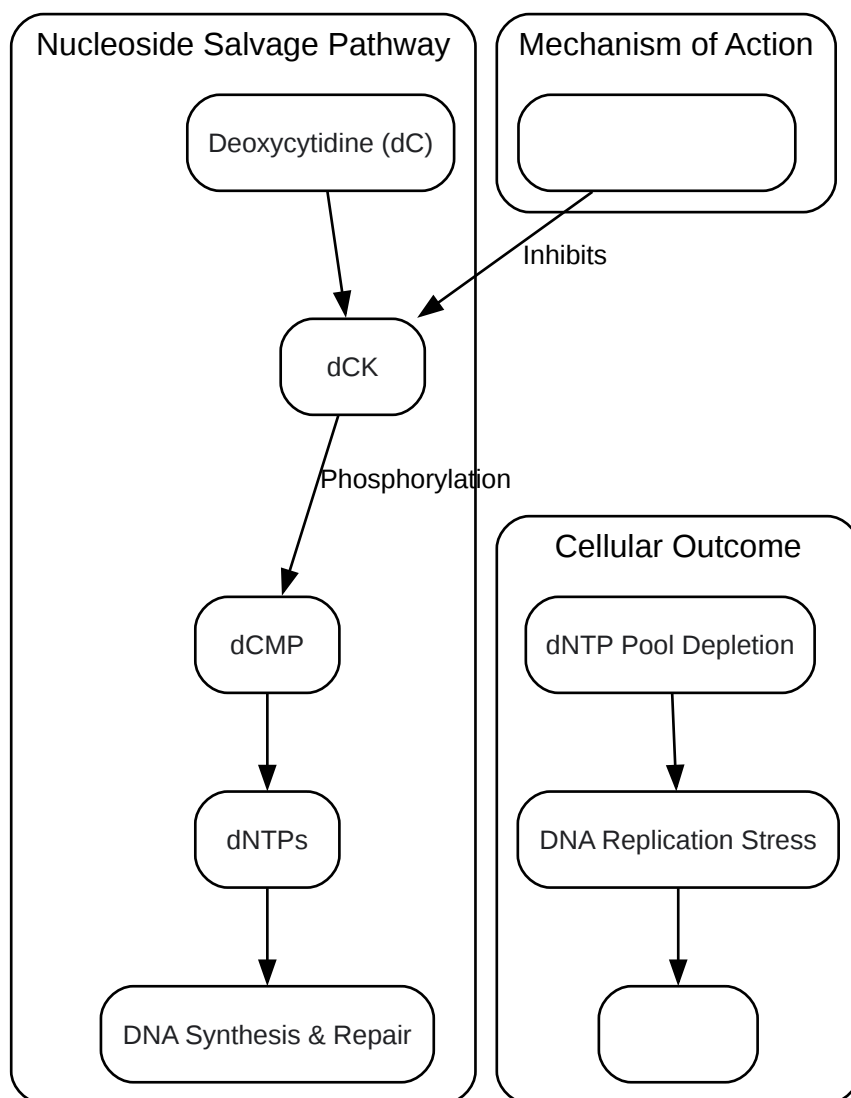 Nucleoside Salvage Pathway
Deoxycytidine (dC)
dCK
Phosphorylation
dCMP
dNTPs
DNA Synthesis & Repair
Mechanism of Action
Inhibits
Cellular Outcome
dNTP Pool Depletion
DNA Replication Stress